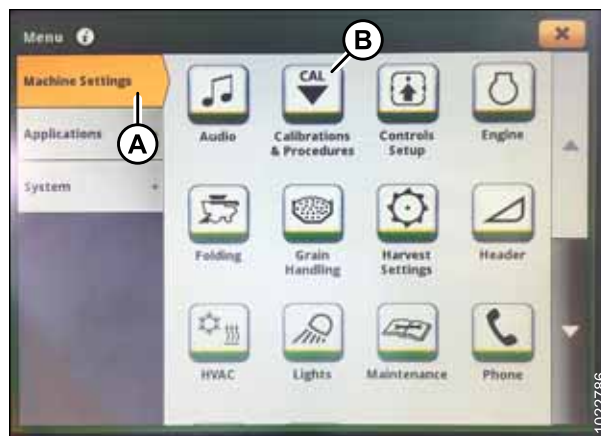 Menu i
B
Machine Settings
A
Applications
System +
Audio
CAL
Calibrations
& Procedures
Controls
Setup
Engine
Folding
Grain
Handling
Harvest
Settings
Header
HVAC
Lights
Maintenance
Phone
1022786